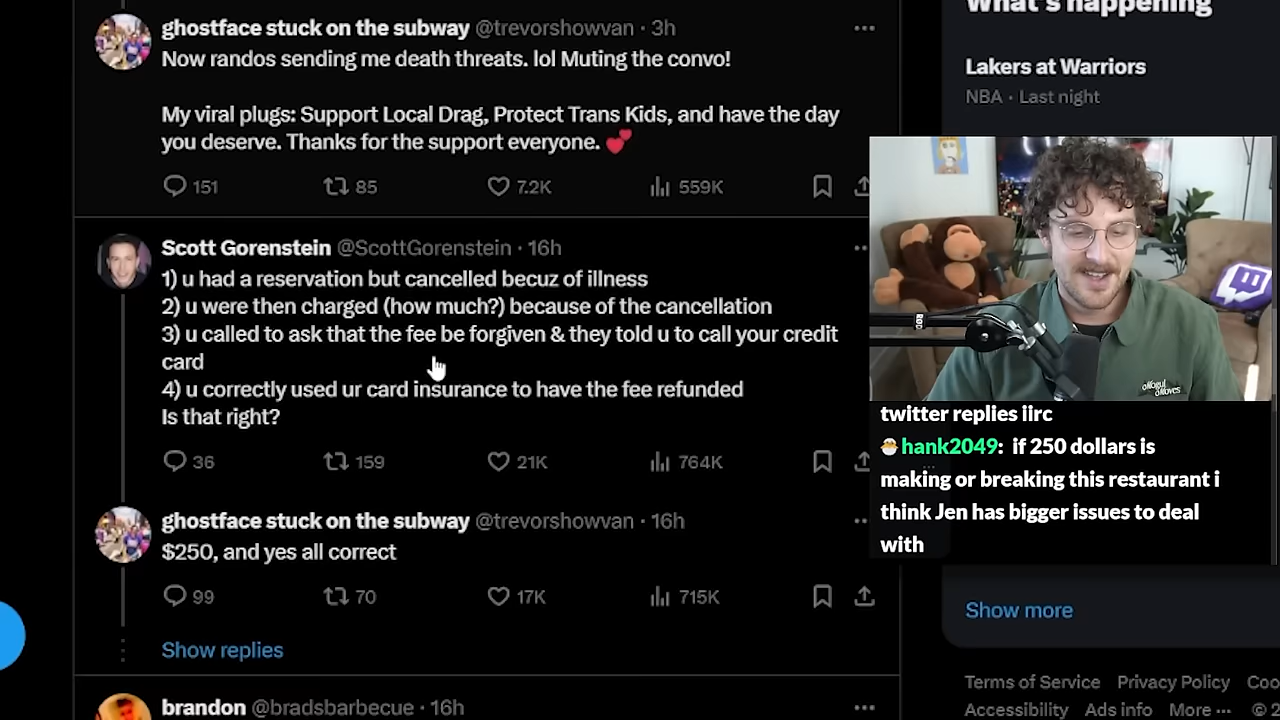 ghostface stuck on the subway @trevorshowvan · 3h
Now randos sending me death threats. lol Muting the convo!
My viral plugs: Support Local Drag, Protect Trans Kids, and have the day
you deserve. Thanks for the support everyone. 💕
151 85 7.2K 559K
Scott Gorenstein @ScottGorenstein · 16h
1) u had a reservation but cancelled becuz of illness
2) u were then charged (how much?) because of the cancellation
3) u called to ask that the fee be forgiven & they told u to call your credit
card
4) u correctly used ur card insurance to have the fee refunded
Is that right?
36 159 21K 764K
ghostface stuck on the subway @trevorshowvan · 16h
$250, and yes all correct
99 70 17K 715K
Show replies
brandon @bradsbarbecue · 16h
What's happening
Lakers at Warriors
NBA · Last night
Mogul
Moves
twitter replies iirc
hank2049: if 250 dollars is
making or breaking this restaurant i
think Jen has bigger issues to deal
with
Show more
Terms of Service Privacy Policy Coo
Accessibility Ads info More ··· © 2